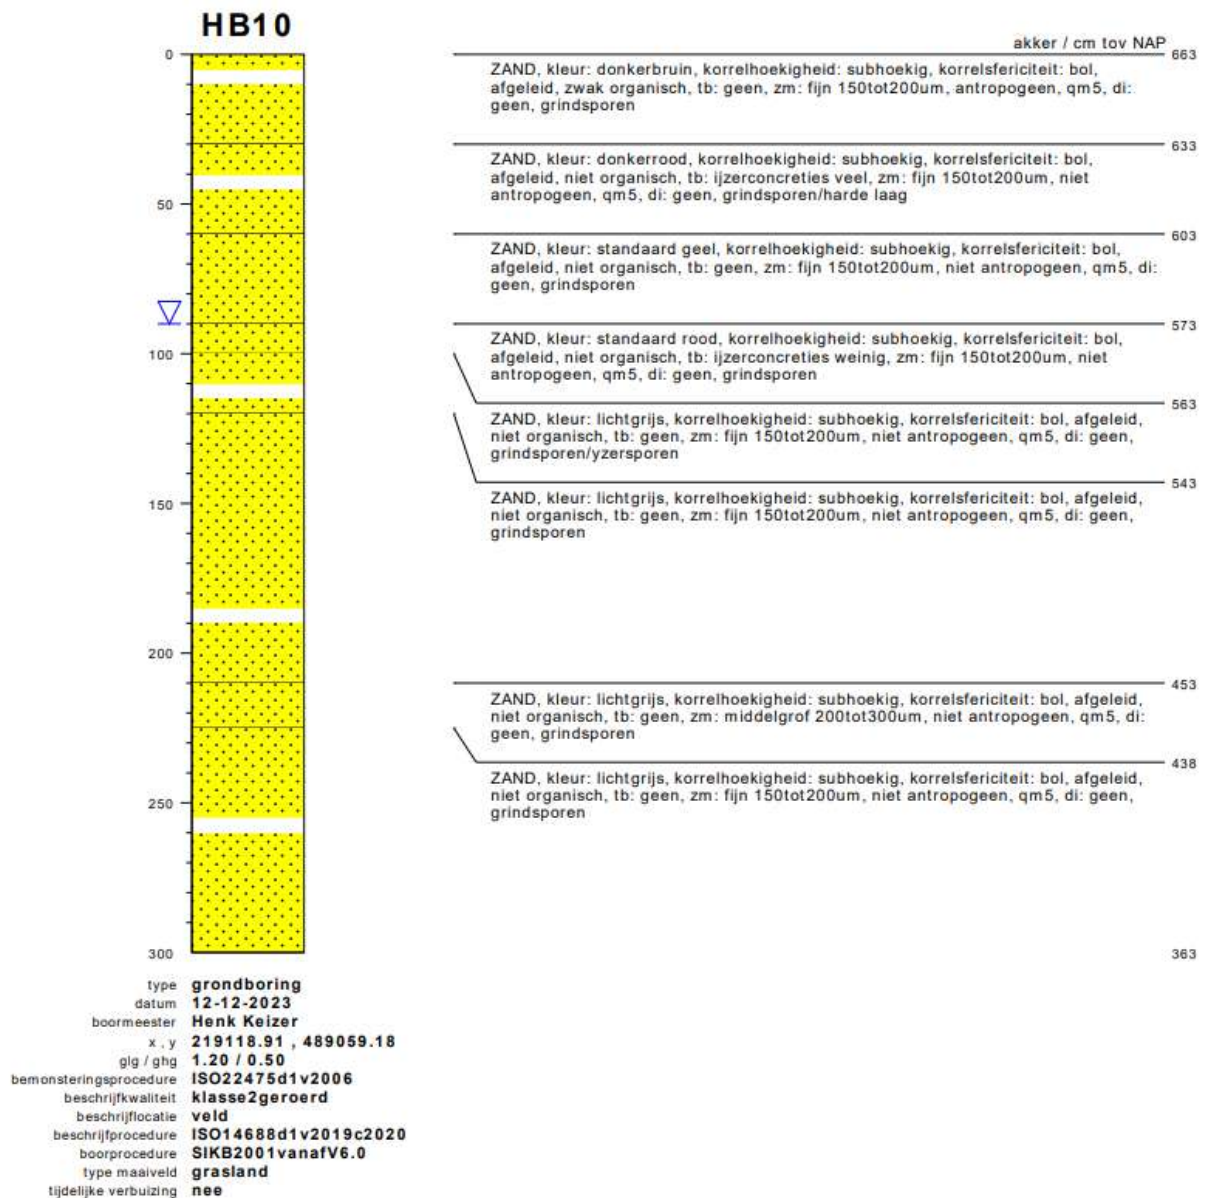 HB10
akker / cm tov NAP
0
663
ZAND, kleur: donkerbruin, korrelhoekigheid: subhoekig, korrelsfericiteit: bol,
afgeleid, zwak organisch, tb: geen, zm: fijn 150tot200um, antropogeen, qm5, di:
geen, grindsporen
633
ZAND, kleur: donkerrood, korrelhoekigheid: subhoekig, korrelsfericiteit: bol,
afgeleid, niet organisch, tb: ijzerconcreties veel, zm: fijn 150tot200um, niet
antropogeen, qm5, di: geen, grindsporen/harde laag
50
603
ZAND, kleur: standaard geel, korrelhoekigheid: subhoekig, korrelsfericiteit: bol,
afgeleid, niet organisch, tb: geen, zm: fijn 150tot200um, niet antropogeen, qm5, di:
geen, grindsporen
573
ZAND, kleur: standaard rood, korrelhoekigheid: subhoekig, korrelsfericiteit: bol,
afgeleid, niet organisch, tb: ijzerconcreties weinig, zm: fijn 150tot200um, niet
antropogeen, qm5, di: geen, grindsporen
100
563
ZAND, kleur: lichtgrijs, korrelhoekigheid: subhoekig, korrelsfericiteit: bol, afgeleid,
niet organisch, tb: geen, zm: fijn 150tot200um, niet antropogeen, qm5, di: geen,
grindsporen/yzersporen
543
ZAND, kleur: lichtgrijs, korrelhoekigheid: subhoekig, korrelsfericiteit: bol, afgeleid,
niet organisch, tb: geen, zm: fijn 150tot200um, niet antropogeen, qm5, di: geen,
grindsporen
150
200
453
ZAND, kleur: lichtgrijs, korrelhoekigheid: subhoekig, korrelsfericiteit: bol, afgeleid,
niet organisch, tb: geen, zm: middelgrof 200tot300um, niet antropogeen, qm5, di:
geen, grindsporen
438
ZAND, kleur: lichtgrijs, korrelhoekigheid: subhoekig, korrelsfericiteit: bol, afgeleid,
niet organisch, tb: geen, zm: fijn 150tot200um, niet antropogeen, qm5, di: geen,
grindsporen
250
300
363
type grondboring
datum 12-12-2023
boormeester Henk Keizer
x , y 219118.91 , 489059.18
glg / ghg 1.20 / 0.50
bemonsteringsprocedure ISO22475d1v2006
beschrijfkwaliteit klasse2geroerd
beschrijflocatie veld
beschrijfprocedure ISO14688d1v2019c2020
boorprocedure SIKB2001vanafV6.0
type maaiveld grasland
tijdelijke verbuizing nee